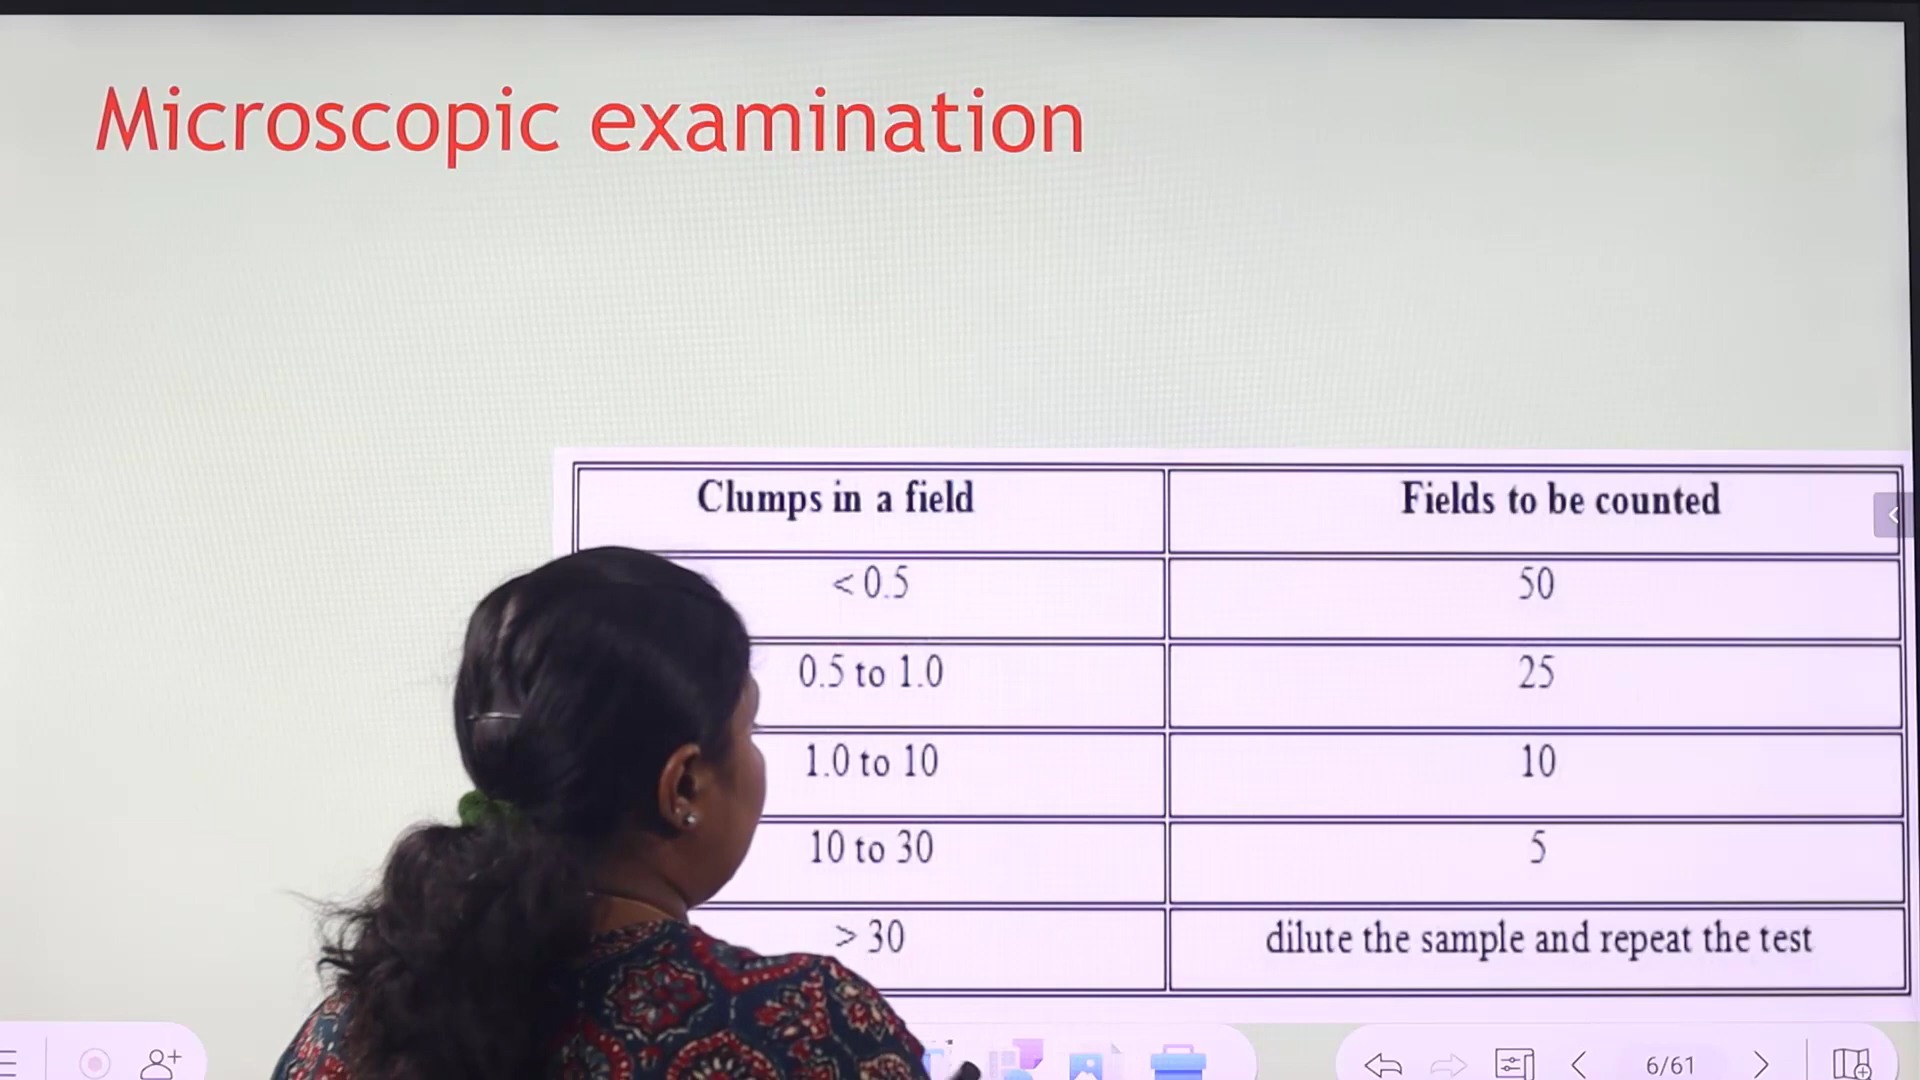 Microscopic examination
Clumps in a field Fields to be counted
< 0.5 50
0.5 to 1.0 25
1.0 to 10 10
10 to 30 5
> 30 dilute the sample and repeat the test
6/61